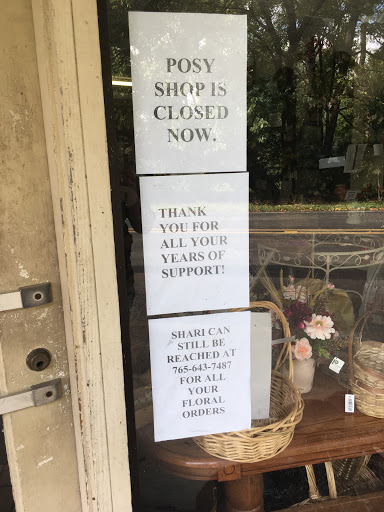 POSY
SHOP IS
CLOSED
NOW.
THANK
YOU FOR
ALL YOUR
YEARS OF
SUPPORT!
SHARI CAN
STILL BE
REACHED AT
765-643-7487
FOR ALL
YOUR
FLORAL
ORDERS